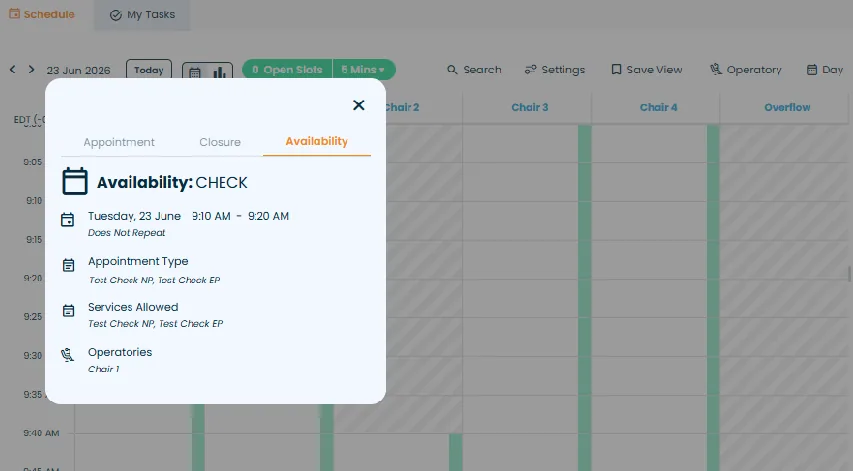 Schedule
My Tasks
23 Jun 2026
Today
0 Open Slots
5 Mins
Search
Settings
Save View
Operatory
Day
Chair 2
Chair 3
Chair 4
Overflow
EDT
Appointment
Closure
Availability
Availability: CHECK
Tuesday, 23 June 9:10 AM - 9:20 AM
Does Not Repeat
Appointment Type
Test Check NP, Test Check EP
Services Allowed
Test Check NP, Test Check EP
Operatories
Chair 1
9:05
9:10
9:15
9:20
9:25
9:30
9:35
9:40 AM